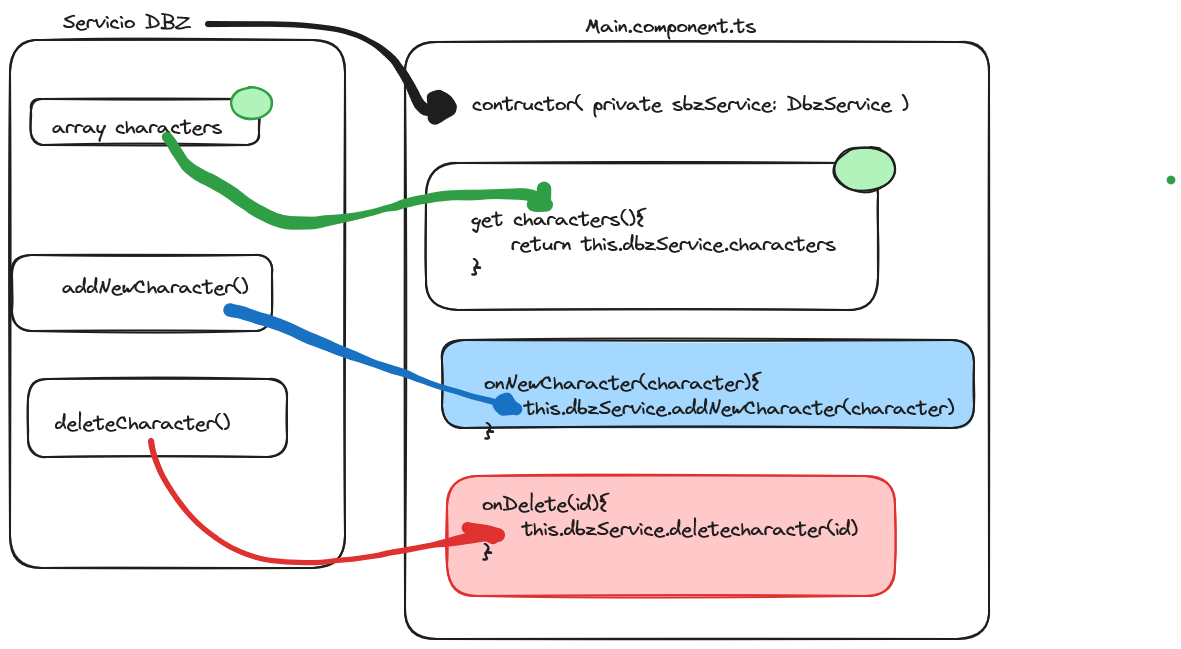 Servicio DBZ
array characters
addNewCharacter()
deleteCharacter()
Main.component.ts
contructor( private sbzService: DbzService )
get characters(){
return this.dbzService.characters
}
onNewCharacter(character){
this.dbzService.addNewCharacter(character)
}
onDelete(id){
this.dbzService.deletecharacter(id)
}